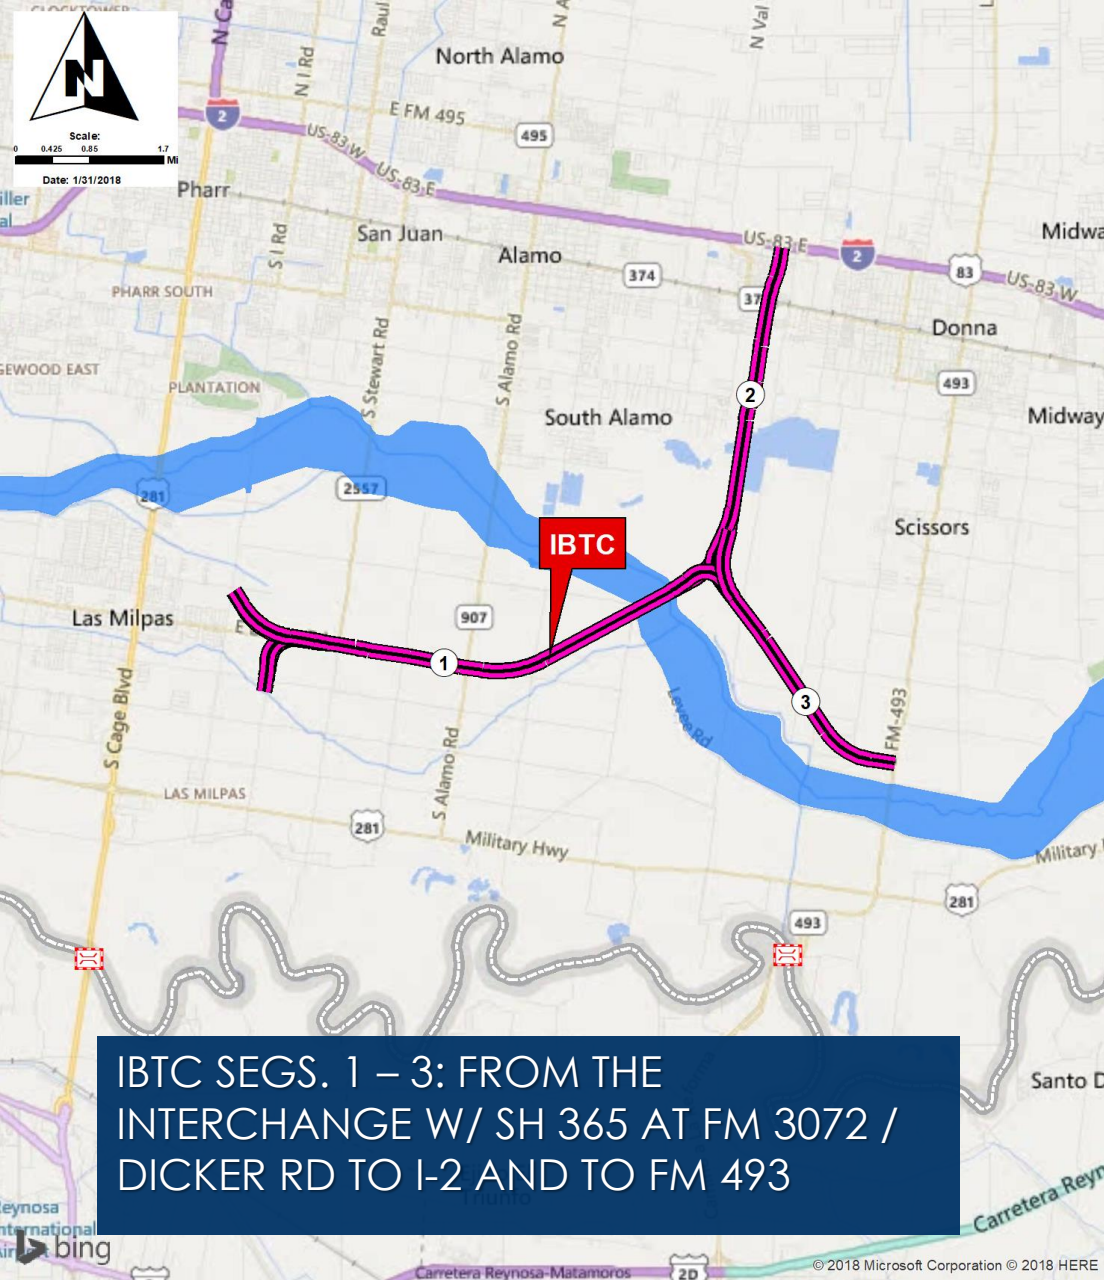 CLOCKTOWER
N
Scale:
0 0.425 0.85 1.7
Mi
Date: 1/31/2018
N I Rd
North Alamo
N Val
2
E FM 495
495
US-83 W
US-83 E
Pharr
San Juan
Alamo
S I Rd
374
US-83 E
2
83
US-83 W
Donna
PHARR SOUTH
EWOOD EAST
PLANTATION
S Stewart Rd
S Alamo Rd
493
South Alamo
2
281
2557
Scissors
IBTC
Las Milpas
907
1
3
Levee Rd
FM-493
S Cage Blvd
S Alamo Rd
LAS MILPAS
281
Military Hwy
Military
281
493
IBTC SEGS. 1 – 3: FROM THE
INTERCHANGE W/ SH 365 AT FM 3072 /
DICKER RD TO I-2 AND TO FM 493
Santo D
Carretera Reyn
bing
Carretera Reynosa-Matamoros
2D
© 2018 Microsoft Corporation © 2018 HERE